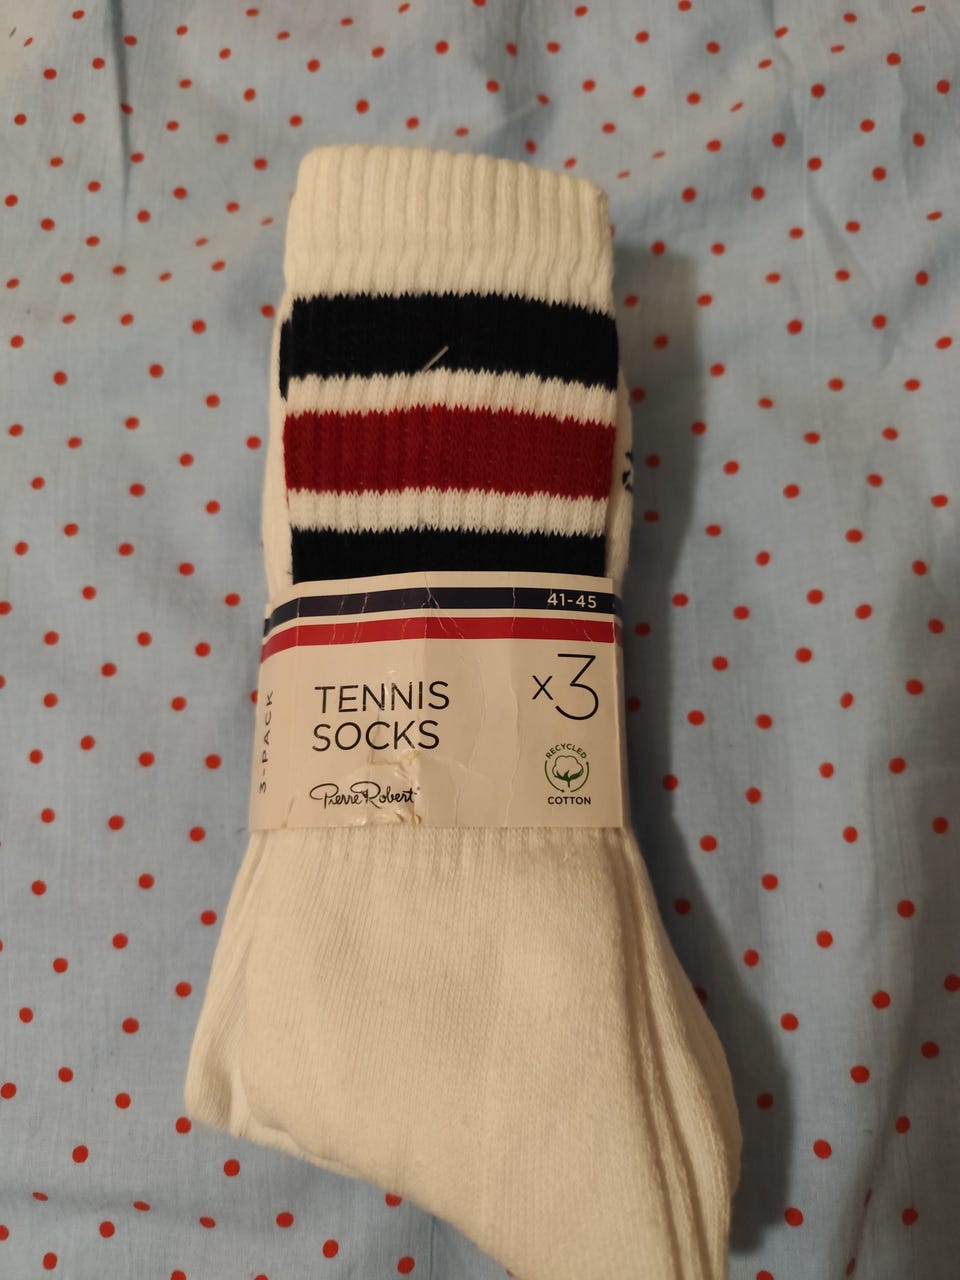 41-45
x3
TENNIS
SOCKS
Pierre Robert
RECYCLED
COTTON
3-PACK